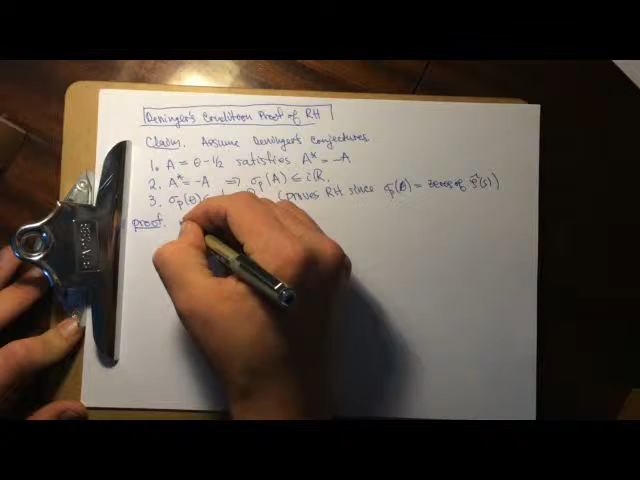 Deninger's Condition Proof of RH
Claim. Assume Deninger's Conjectures
1. A = θ-1/2 satisfies A* = -A
2. A* = -A ⇒ σp(A) ⊆ iR.
3. σp(θ) ⊆ (proves RH since σp(θ) = zeros of ζ̂(s))
proof.